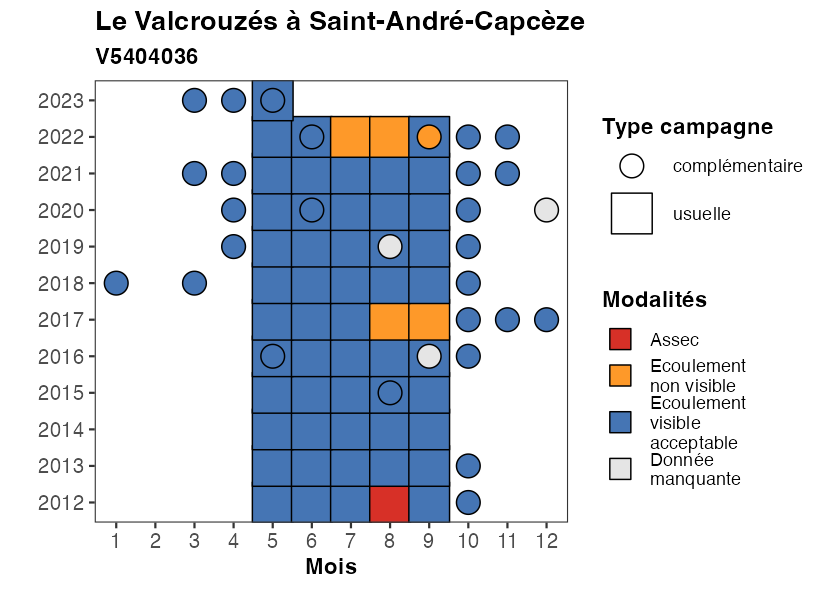 Le Valcrouzés à Saint-André-Capcèze
V5404036
2023
2022
2021
2020
2019
2018
2017
2016
2015
2014
2013
2012
1 2 3 4 5 6 7 8 9 10 11 12
Mois
Type campagne
complémentaire
usuelle
Modalités
Assec
Ecoulement
non visible
Ecoulement
visible
acceptable
Donnée
manquante